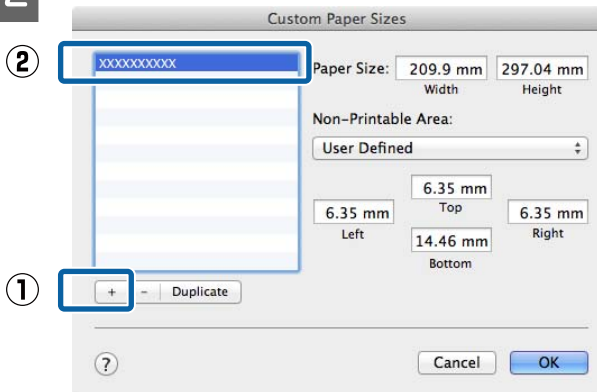 2
Custom Paper Sizes
② XXXXXXXXXX
Paper Size: 209.9 mm 297.04 mm
Width Height
Non-Printable Area:
User Defined
6.35 mm
Top
6.35 mm 6.35 mm
Left Right
14.46 mm
Bottom
① + - Duplicate
? Cancel OK